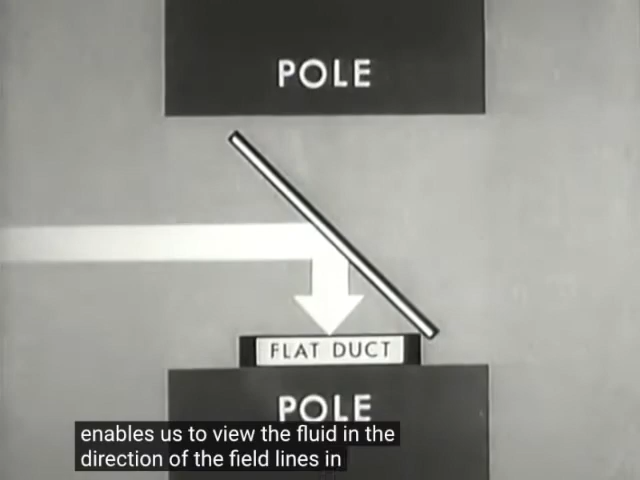 POLE
FLAT DUCT
POLE
enables us to view the fluid in the
direction of the field lines in